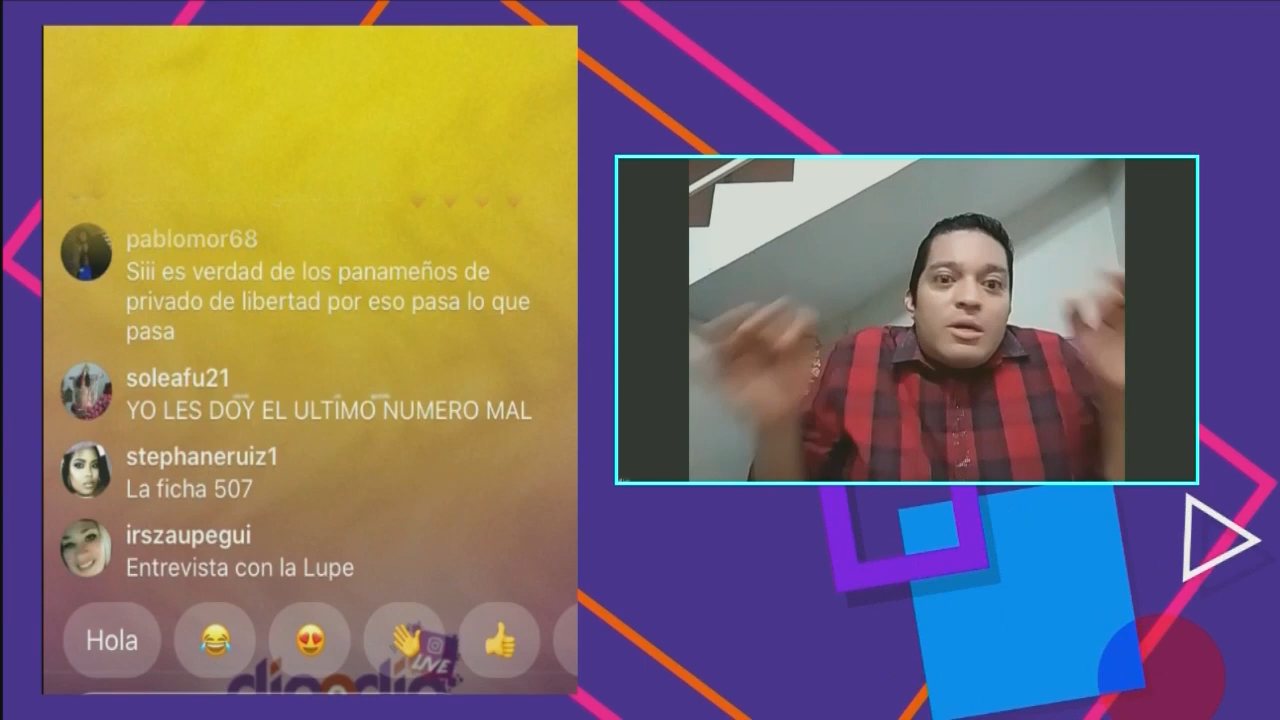 pablomor68
Siii es verdad de los panameños de
privado de libertad por eso pasa lo que
pasa
soleafu21
YO LES DOY EL ULTIMO NUMERO MAL
stephaneruiz1
La ficha 507
irszaupegui
Entrevista con la Lupe
Hola
LIVE